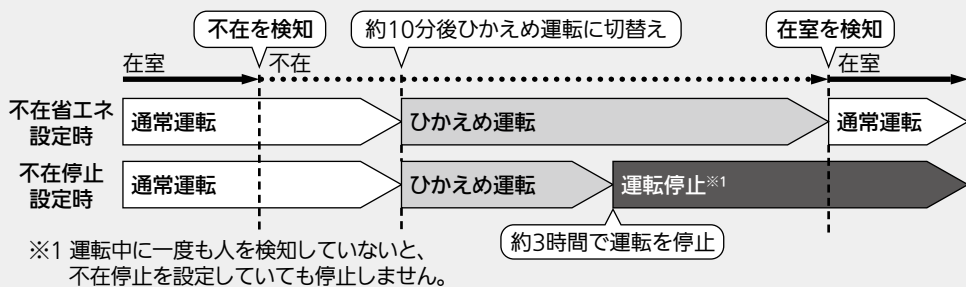 不在を検知
約10分後ひかえめ運転に切替え
在室を検知
在室
不在
在室
不在省エネ
設定時
通常運転
ひかえめ運転
通常運転
不在停止
設定時
通常運転
ひかえめ運転
運転停止※1
約3時間で運転を停止
※1 運転中に一度も人を検知していないと、
不在停止を設定していても停止しません。